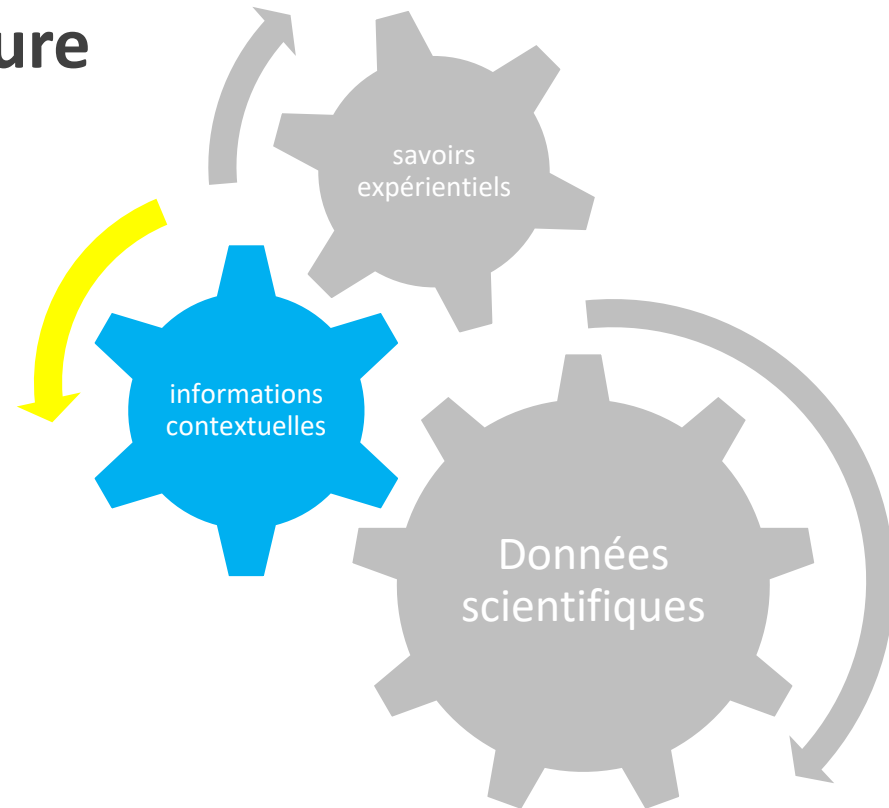 ure
savoirs
expérientiels
informations
contextuelles
Données
scientifiques